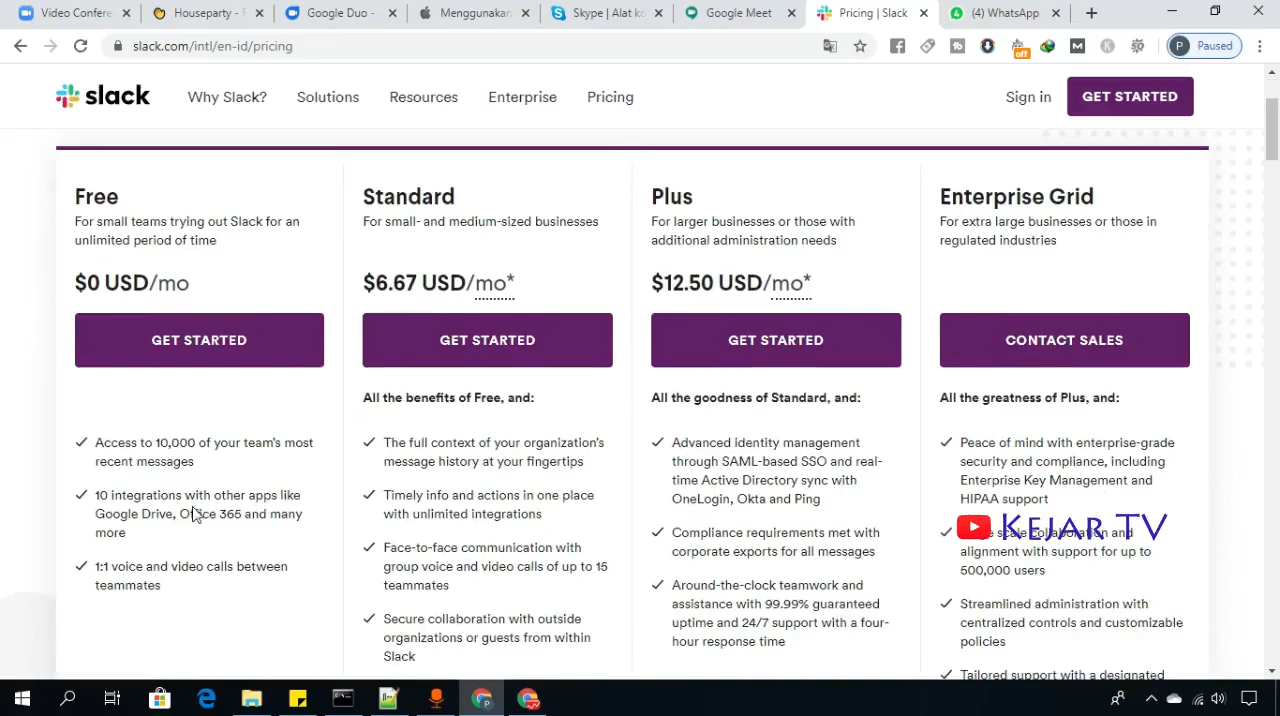 Video Confere
Houseparty - F
Google Duo -
Menggunakan
Skype | Alat ko
Google Meet
Pricing | Slack
(4) WhatsApp
slack.com/intl/en-id/pricing
off
P Paused
slack
Why Slack?
Solutions
Resources
Enterprise
Pricing
Sign in
GET STARTED
Free
For small teams trying out Slack for an
unlimited period of time
$0 USD/mo
GET STARTED
Access to 10,000 of your team's most
recent messages
10 integrations with other apps like
Google Drive, Office 365 and many
more
1:1 voice and video calls between
teammates
Standard
For small- and medium-sized businesses
$6.67 USD/mo*
GET STARTED
All the benefits of Free, and:
The full context of your organization's
message history at your fingertips
Timely info and actions in one place
with unlimited integrations
Face-to-face communication with
group voice and video calls of up to 15
teammates
Secure collaboration with outside
organizations or guests from within
Slack
Plus
For larger businesses or those with
additional administration needs
$12.50 USD/mo*
GET STARTED
All the goodness of Standard, and:
Advanced identity management
through SAML-based SSO and real-
time Active Directory sync with
OneLogin, Okta and Ping
Compliance requirements met with
corporate exports for all messages
Around-the-clock teamwork and
assistance with 99.99% guaranteed
uptime and 24/7 support with a four-
hour response time
Enterprise Grid
For extra large businesses or those in
regulated industries
CONTACT SALES
All the greatness of Plus, and:
Peace of mind with enterprise-grade
security and compliance, including
Enterprise Key Management and
HIPAA support
scale collaboration and
alignment with support for up to
500,000 users
Streamlined administration with
centralized controls and customizable
policies
Tailored support with a designated
KEJAR TV